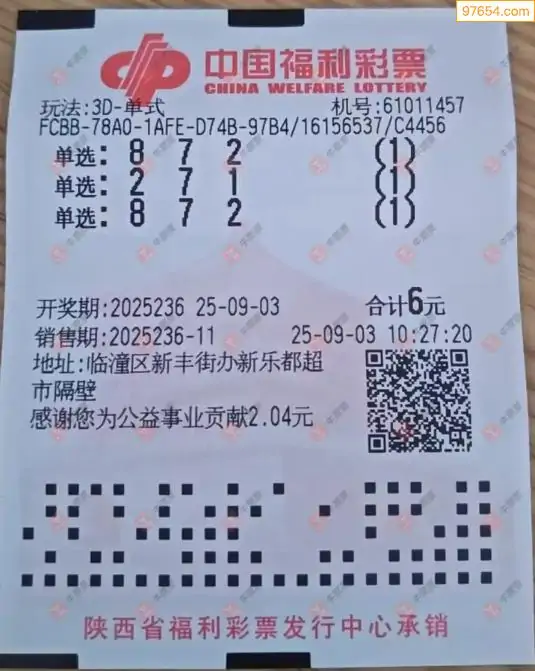 97654.com
中国福利彩票
CHINA WELFARE LOTTERY
玩法:3D-单式 机号:61011457
FCBB-78A0-1AFE-D74B-97B4/16156537/C4456
单选: 8 7 2 (1)
单选: 2 7 1 (1)
单选: 8 7 2 (1)
开奖期:2025236 25-09-03 合计6元
销售期:2025236-11 25-09-03 10:27:20
地址:临潼区新丰街办新乐都超
市隔壁
感谢您为公益事业贡献2.04元
陕西省福利彩票发行中心承销